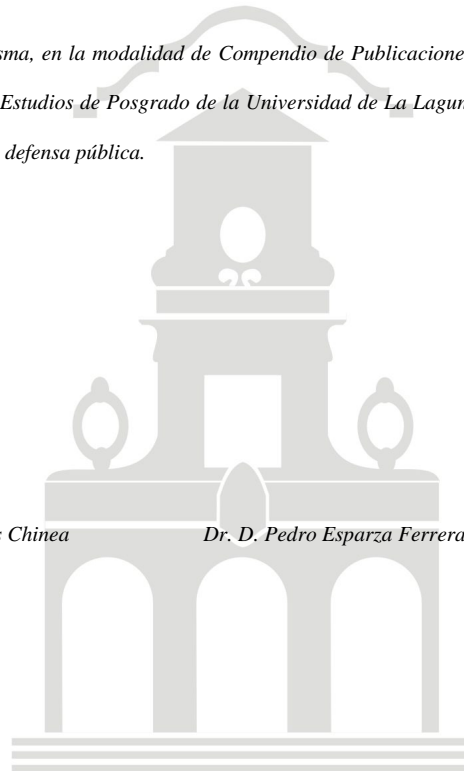 sma, en la modalidad de Compendio de Publicacione
Estudios de Posgrado de la Universidad de La Lagun
defensa pública.
Chinea Dr. D. Pedro Esparza Ferrera